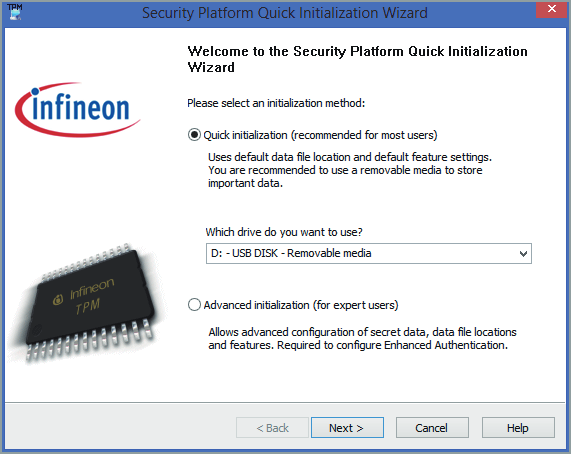 TPM
Security Platform Quick Initialization Wizard
Welcome to the Security Platform Quick Initialization
Wizard
Please select an initialization method:
infineon
Quick initialization (recommended for most users)
Uses default data file location and default feature settings.
You are recommended to use a removable media to store
important data.
Which drive do you want to use?
D: - USB DISK - Removable media
Infineon
TPM
Advanced initialization (for expert users)
Allows advanced configuration of secret data, data file locations
and features. Required to configure Enhanced Authentication.
< Back
Next >
Cancel
Help